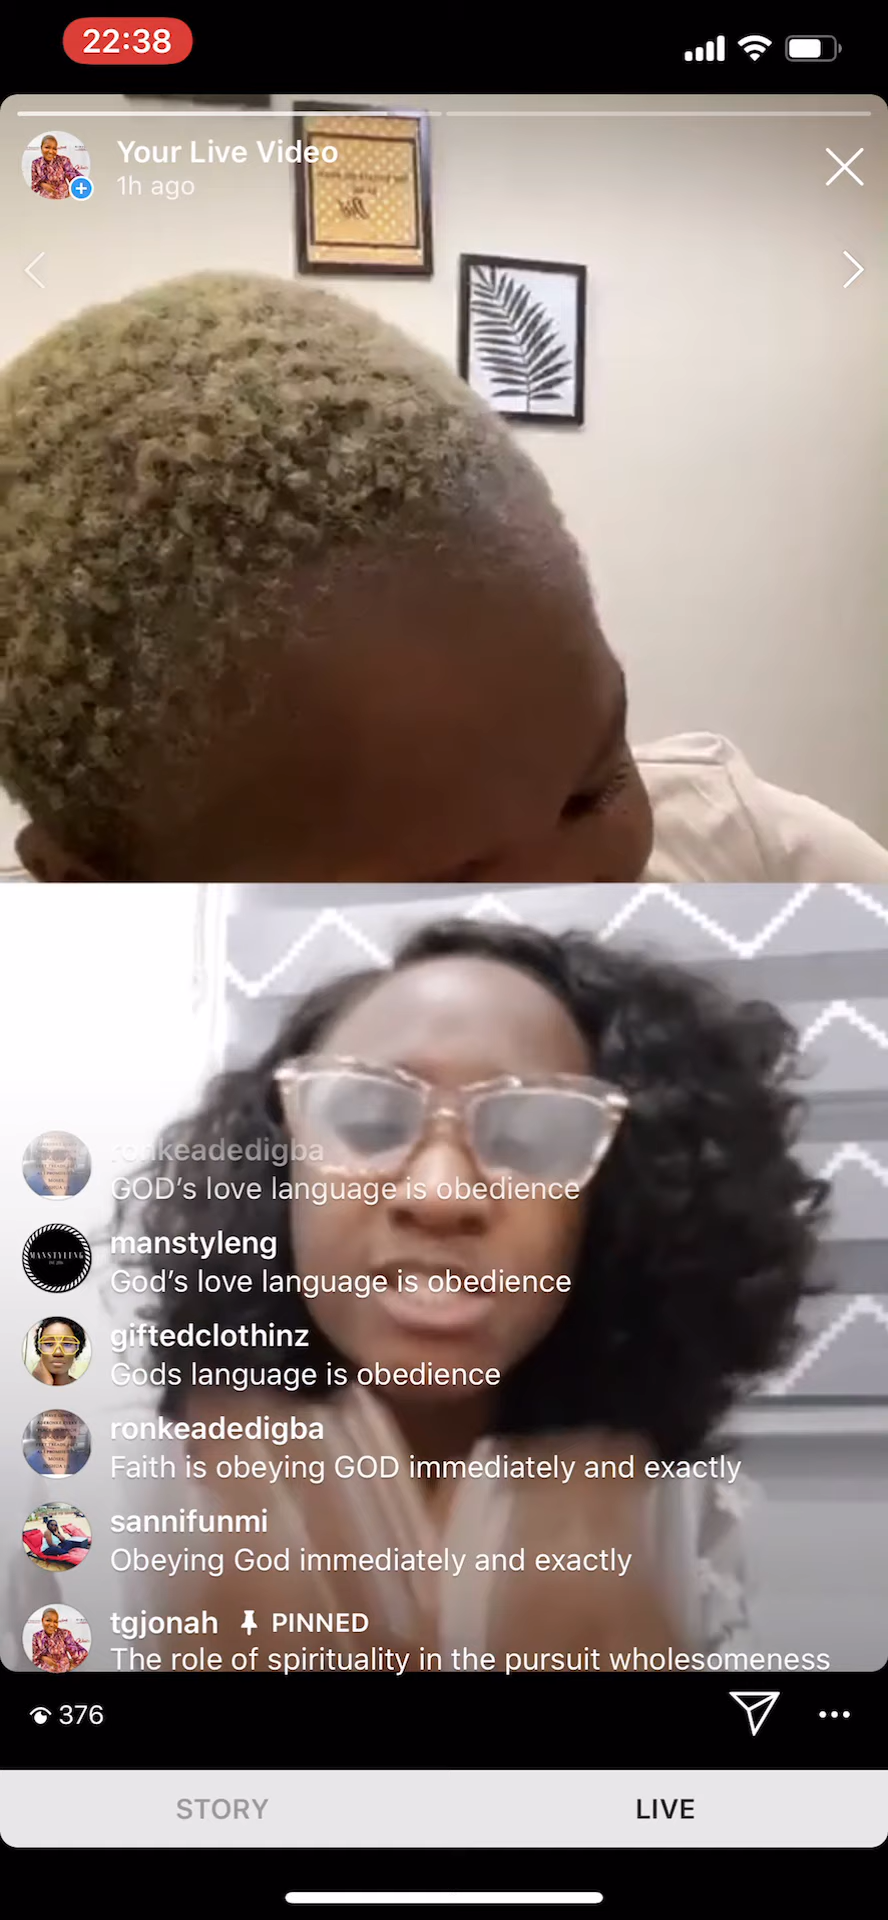 22:38
Your Live Video
1h ago
ronkeadedigba
GOD's love language is obedience
manstyleng
God's love language is obedience
giftedclothinz
Gods language is obedience
ronkeadedigba
Faith is obeying GOD immediately and exactly
sannifunmi
Obeying God immediately and exactly
tgjonah PINNED
The role of spirituality in the pursuit wholesomeness
376
STORY
LIVE